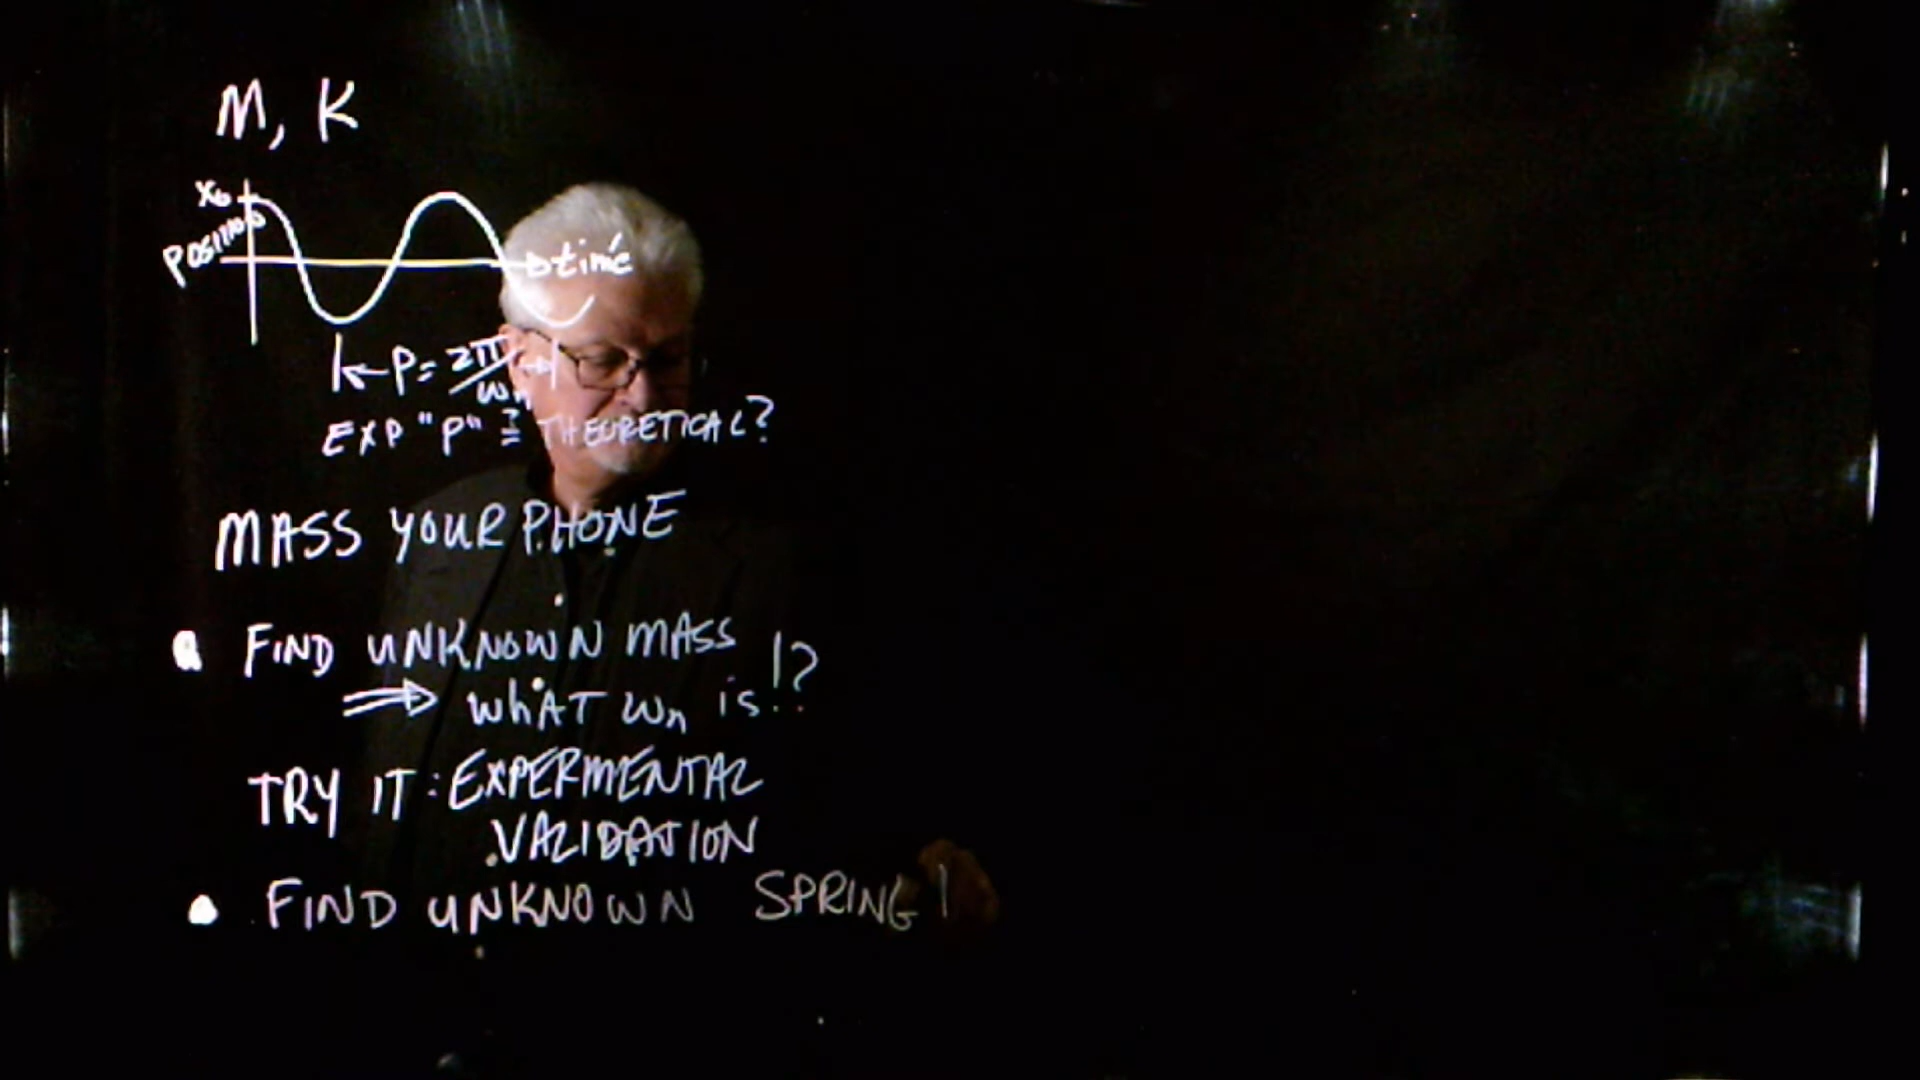 M, K
X₀
POSITION
time
P = 2π/ωn
EXP "P" ≟ THEORETICAL?
MASS YOUR PHONE
• FIND UNKNOWN MASS
⇒ WhAT ωn is!?
TRY IT: EXPERMENTAL
VALIDATION
• FIND UNKNOWN SPRING!